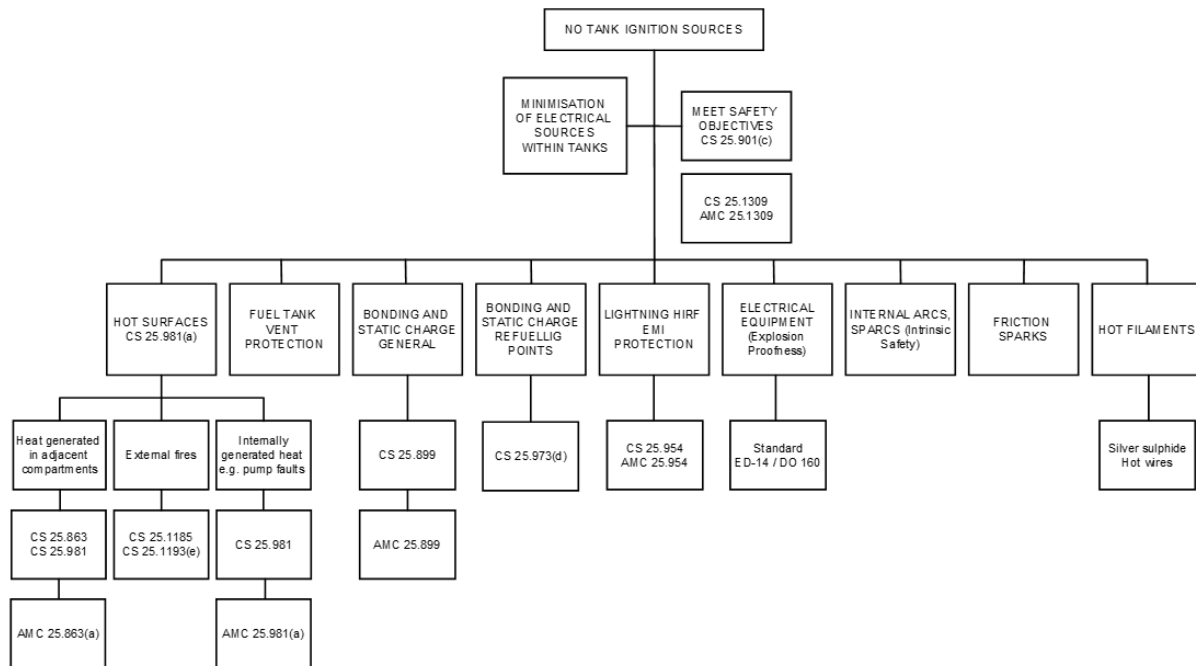 NO TANK IGNITION SOURCES
MINIMISATION
OF ELECTRICAL
SOURCES
WITHIN TANKS
MEET SAFETY
OBJECTIVES
CS 25.901(c)
CS 25.1309
AMC 25.1309
HOT SURFACES
CS 25.981(a)
FUEL TANK
VENT
PROTECTION
BONDING AND
STATIC CHARGE
GENERAL
BONDING AND
STATIC CHARGE
REFUELLIG
POINTS
LIGHTNING HIRF
EMI
PROTECTION
ELECTRICAL
EQUIPMENT
(Explosion
Proofness)
INTERNAL ARCS,
SPARCS (Intrinsic
Safety)
FRICTION
SPARKS
HOT FILAMENTS
Heat generated
in adjacent
compartments
External fires
Internally
generated heat
e.g. pump faults
CS 25.899
CS 25.973(d)
CS 25.954
AMC 25.954
Standard
ED-14 / DO 160
Silver sulphide
Hot wires
CS 25.863
CS 25.981
CS 25.1185
CS 25.1193(e)
CS 25.981
AMC 25.899
AMC 25.863(a)
AMC 25.981(a)